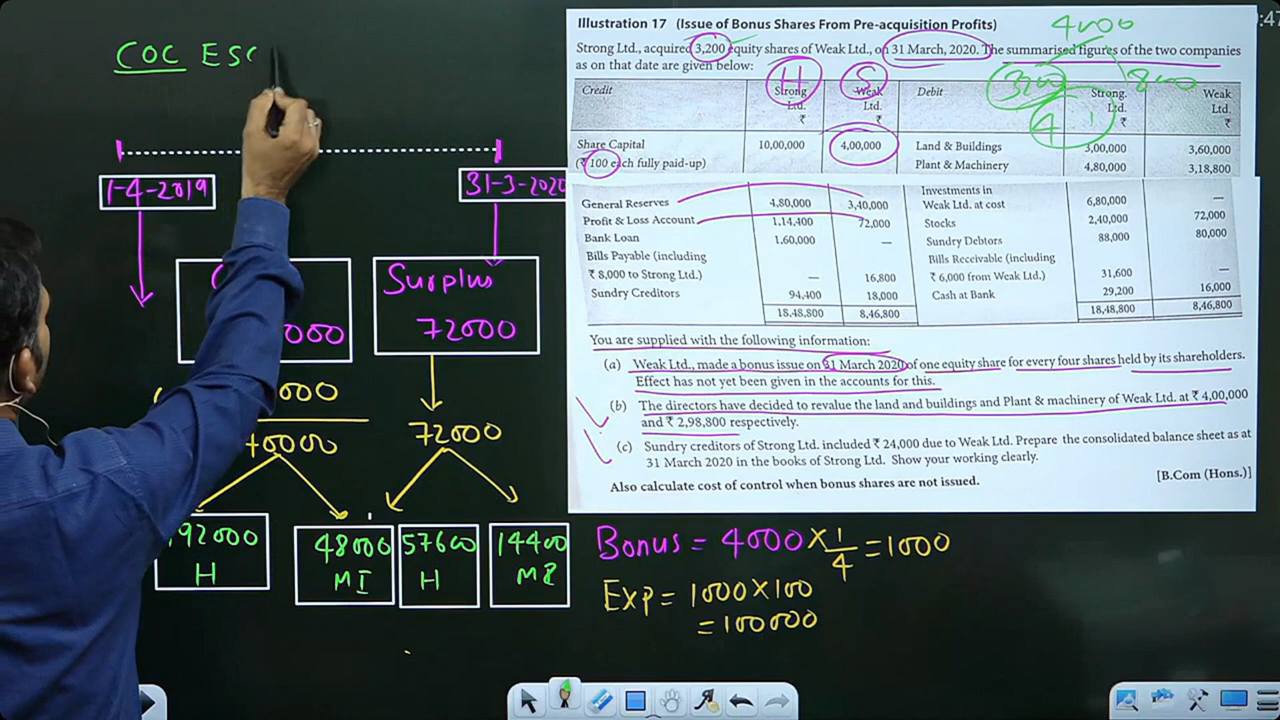 COC ESC
1-4-2019
31-3-2020
Surplus
72000
72000
192000
H
48000
MI
57600
H
14400
MI
Illustration 17 (Issue of Bonus Shares From Pre-acquisition Profits)
Strong Ltd., acquired 3,200 equity shares of Weak Ltd., on 31 March, 2020. The summarised figures of the two companies
as on that date are given below:
4000
3200
800
4 1
H S
Credit Strong Ltd. ₹ Weak Ltd. ₹ Debit Strong. Ltd. ₹ Weak Ltd. ₹
Share Capital 10,00,000 4,00,000 Land & Buildings 3,00,000 3,60,000
(₹ 100 each fully paid-up) Plant & Machinery 4,80,000 3,18,800
Investments in
General Reserves 4,80,000 3,40,000 Weak Ltd. at cost 6,80,000 —
Profit & Loss Account 1,14,400 72,000 Stocks 2,40,000 72,000
Bank Loan 1,60,000 — Sundry Debtors 88,000 80,000
Bills Payable (including Bills Receivable (including
₹ 8,000 to Strong Ltd.) — 16,800 ₹ 6,000 from Weak Ltd.) 31,600 —
Sundry Creditors 94,400 18,000 Cash at Bank 29,200 16,000
18,48,800 8,46,800 18,48,800 8,46,800
You are supplied with the following information:
(a) Weak Ltd., made a bonus issue on 31 March 2020 of one equity share for every four shares held by its shareholders.
Effect has not yet been given in the accounts for this.
(b) The directors have decided to revalue the land and buildings and Plant & machinery of Weak Ltd. at ₹ 4,00,000
and ₹ 2,98,800 respectively.
(c) Sundry creditors of Strong Ltd. included ₹ 24,000 due to Weak Ltd. Prepare the consolidated balance sheet as at
31 March 2020 in the books of Strong Ltd. Show your working clearly.
[B.Com (Hons.)]
Also calculate cost of control when bonus shares are not issued.
Bonus = 4000 × 1/4 = 1000
Exp = 1000 × 100
= 100000